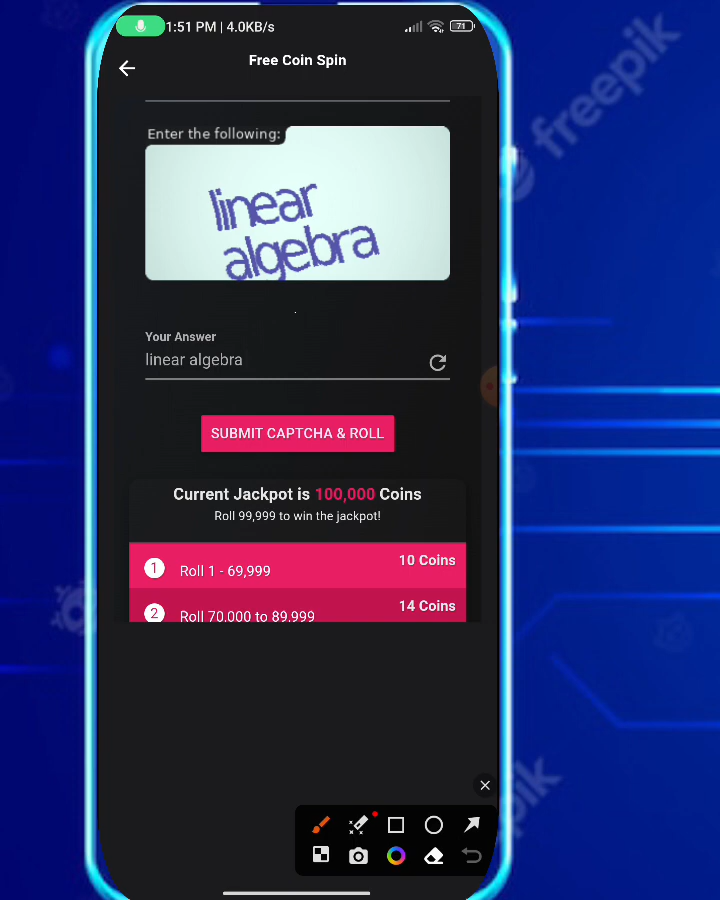 1:51 PM | 4.0KB/s
71
Free Coin Spin
Enter the following:
linear
algebra
Your Answer
linear algebra
SUBMIT CAPTCHA & ROLL
Current Jackpot is 100,000 Coins
Roll 99,999 to win the jackpot!
1 Roll 1 - 69,999 10 Coins
2 Roll 70,000 to 89,999 14 Coins
freepik
pik